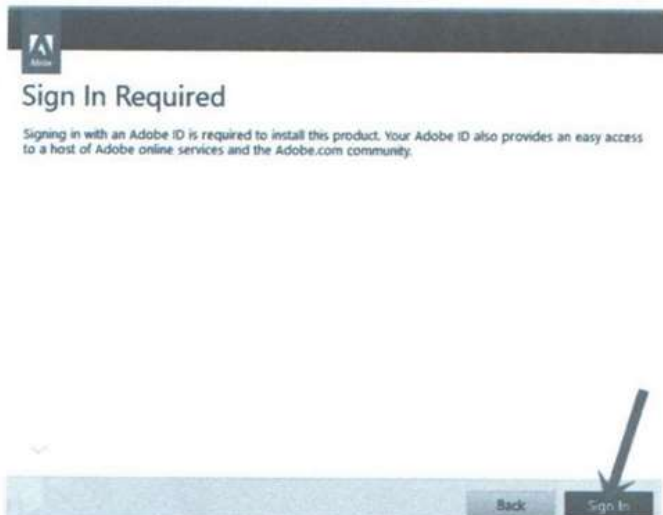 Adobe
Sign In Required
Signing in with an Adobe ID is required to install this product. Your Adobe ID also provides an easy access
to a host of Adobe online services and the Adobe.com community.
Back
Sign In